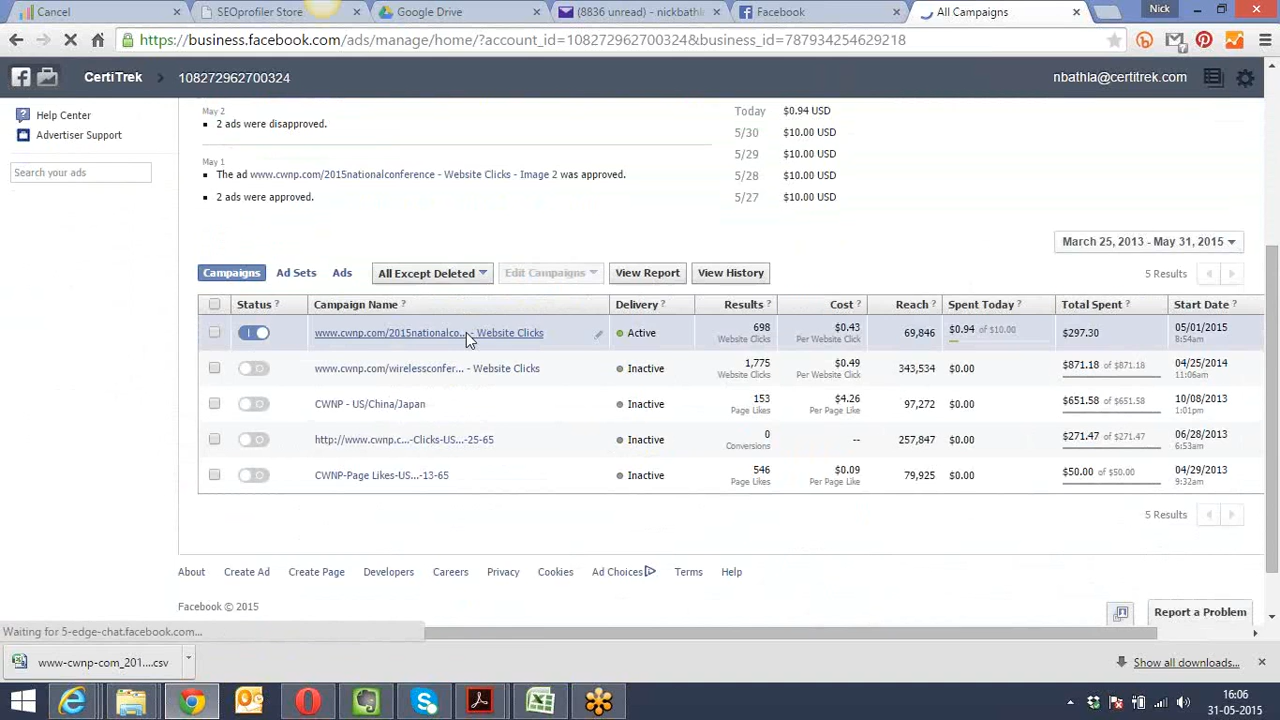 Cancel
SEOprofiler Store
Google Drive
(8836 unread) - nickbathl
Facebook
All Campaigns
Nick
https://business.facebook.com/ads/manage/home/?account_id=108272962700324&business_id=787934254629218
CertiTrek
108272962700324
nbathla@certitrek.com
Help Center
Advertiser Support
Search your ads
May 2
2 ads were disapproved.
May 1
The ad www.cwnp.com/2015nationalconference - Website Clicks - Image 2 was approved.
2 ads were approved.
Today $0.94 USD
5/30 $10.00 USD
5/29 $10.00 USD
5/28 $10.00 USD
5/27 $10.00 USD
March 25, 2013 - May 31, 2015
Campaigns Ad Sets Ads All Except Deleted Edit Campaigns View Report View History 5 Results
Status ? Campaign Name ? Delivery ? Results ? Cost ? Reach ? Spent Today ? Total Spent ? Start Date ?
www.cwnp.com/2015nationalco... - Website Clicks Active 698 $0.43 69,846 $0.94 of $10.00 $297.30 05/01/2015
Website Clicks Per Website Click 8:54am
www.cwnp.com/wirelessconfer... - Website Clicks Inactive 1,775 $0.49 343,534 $0.00 $871.18 of $871.18 04/25/2014
Website Clicks Per Website Click 11:06am
CWNP - US/China/Japan Inactive 153 $4.26 97,272 $0.00 $651.58 of $651.58 10/08/2013
Page Likes Per Page Like 1:01pm
http://www.cwnp.c...-Clicks-US...-25-65 Inactive 0 -- 257,847 $0.00 $271.47 of $271.47 06/28/2013
Conversions 6:53am
CWNP-Page Likes-US...-13-65 Inactive 546 $0.09 79,925 $0.00 $50.00 of $50.00 04/29/2013
Page Likes Per Page Like 9:32am
5 Results
About Create Ad Create Page Developers Careers Privacy Cookies Ad Choices Terms Help
Facebook © 2015
Report a Problem
Waiting for 5-edge-chat.facebook.com...
www-cwnp-com_201....csv
Show all downloads...
16:06
31-05-2015